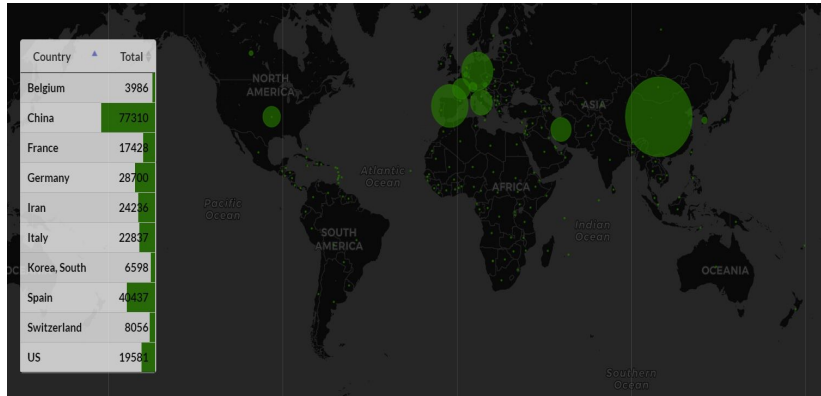 Country Total
Belgium 3986
China 77310
France 17428
Germany 28700
Iran 24236
Italy 22837
Korea, South 6598
Spain 40437
Switzerland 8056
US 19581
NORTH
AMERICA
ASIA
Atlantic
Ocean
AFRICA
Pacific
Ocean
Indian
Ocean
SOUTH
AMERICA
OCEANIA
Southern
Ocean